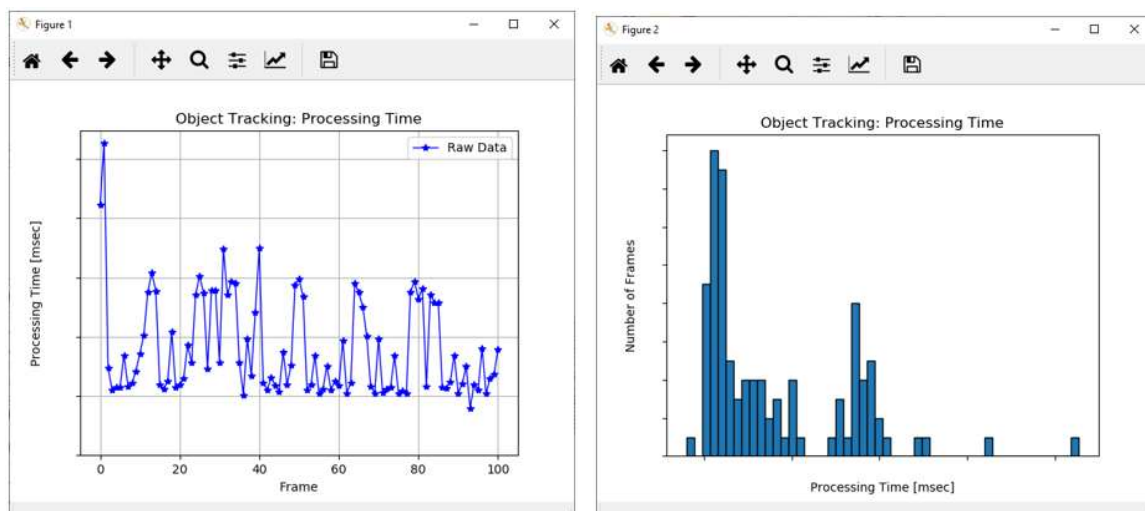 Figure 1
Object Tracking: Processing Time
Raw Data
Processing Time [msec]
0 20 40 60 80 100
Frame
Figure 2
Object Tracking: Processing Time
Number of Frames
Processing Time [msec]